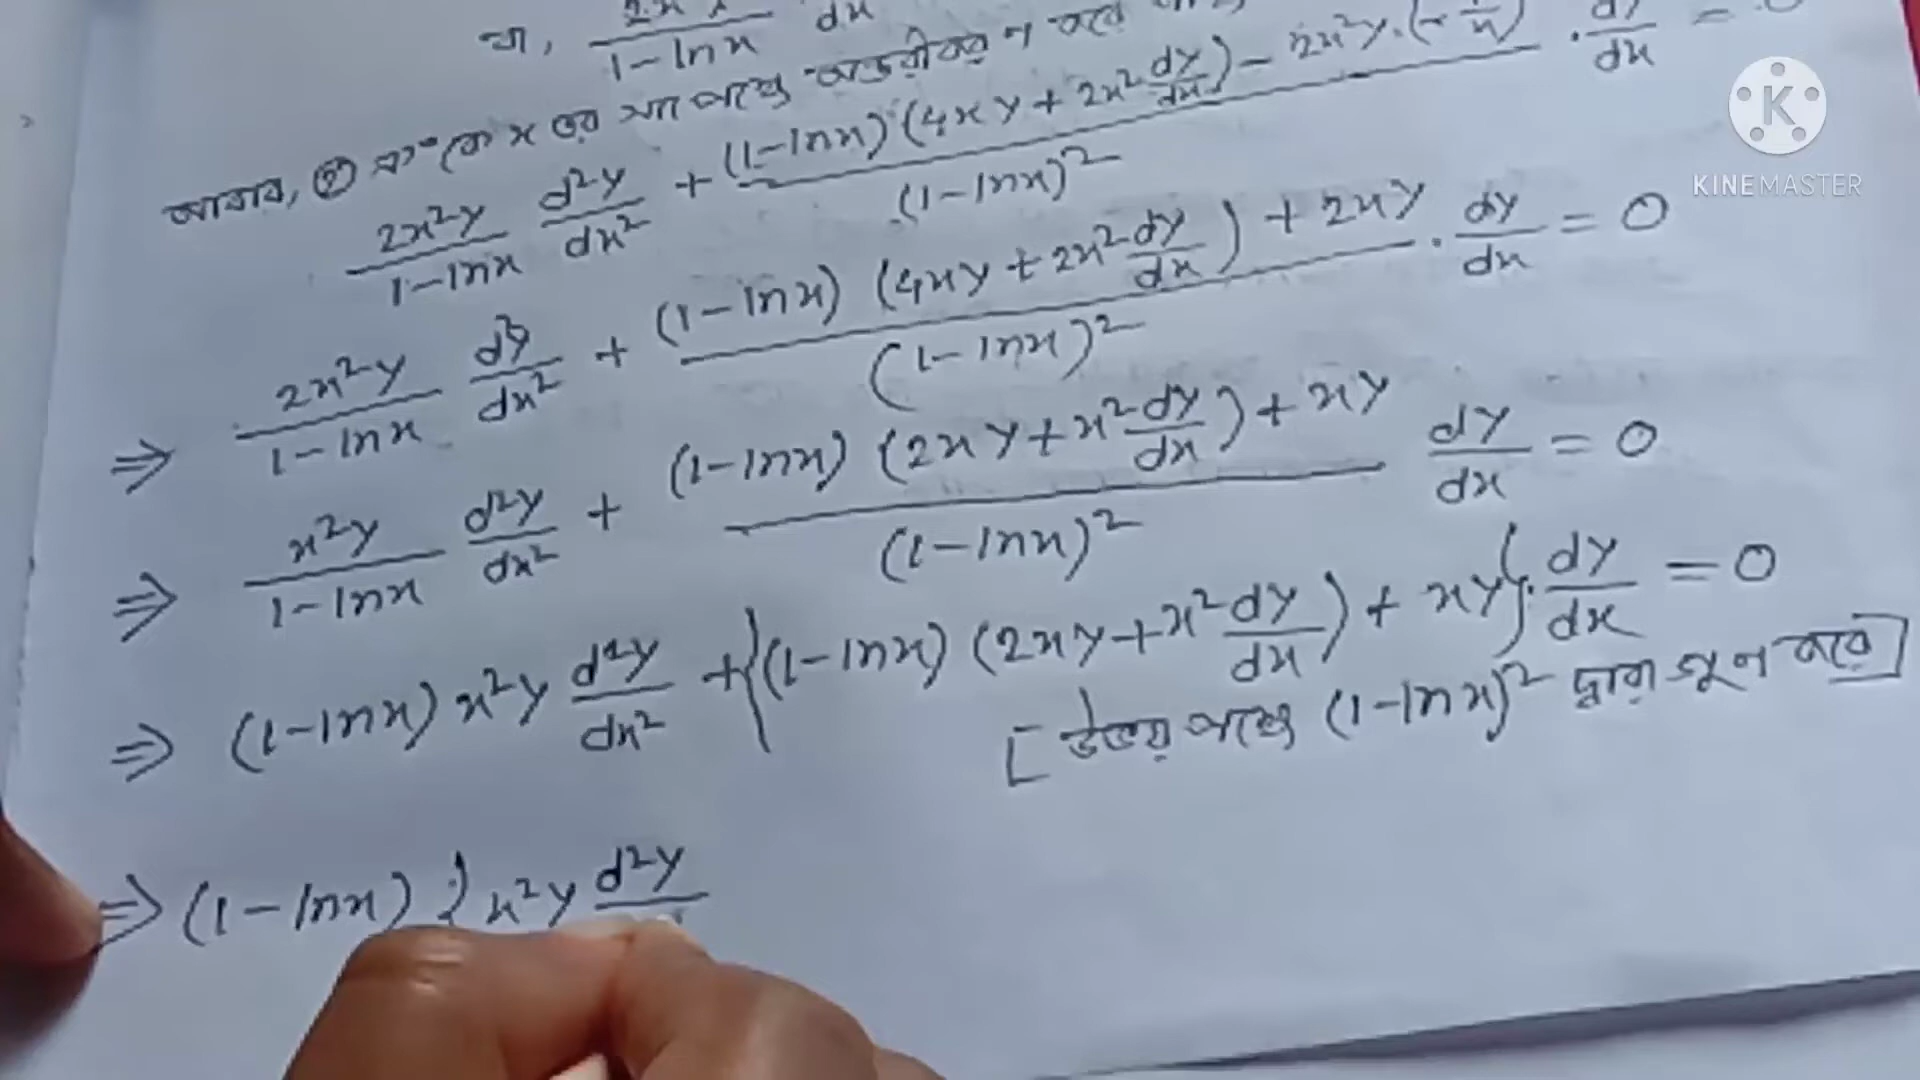 বা, 2x y / 1-lnx dx
আবার, ② নং কে x এর সাপেক্ষে অন্তরীকরণ করে
2x²y/1-lnx d²y/dx² + (1-lnx)(4xy+2x² dy/dx) - 2x²y.(-1/x) / (1-lnx)² . dy/dx = 0
⇒ 2x²y/1-lnx d²y/dx² + (1-lnx) (4xy+2x² dy/dx) + 2xy / (1-lnx)² . dy/dx = 0
⇒ x²y/1-lnx d²y/dx² + (1-lnx) (2xy+x² dy/dx) + xy / (1-lnx)² dy/dx = 0
⇒ (1-lnx) x²y d²y/dx² + {(1-lnx) (2xy+x² dy/dx) + xy}. dy/dx = 0
[উভয় পক্ষে (1-lnx)² দ্বারা গুন করে]
⇒ (1-lnx) { x²y d²y
K
KINEMASTER